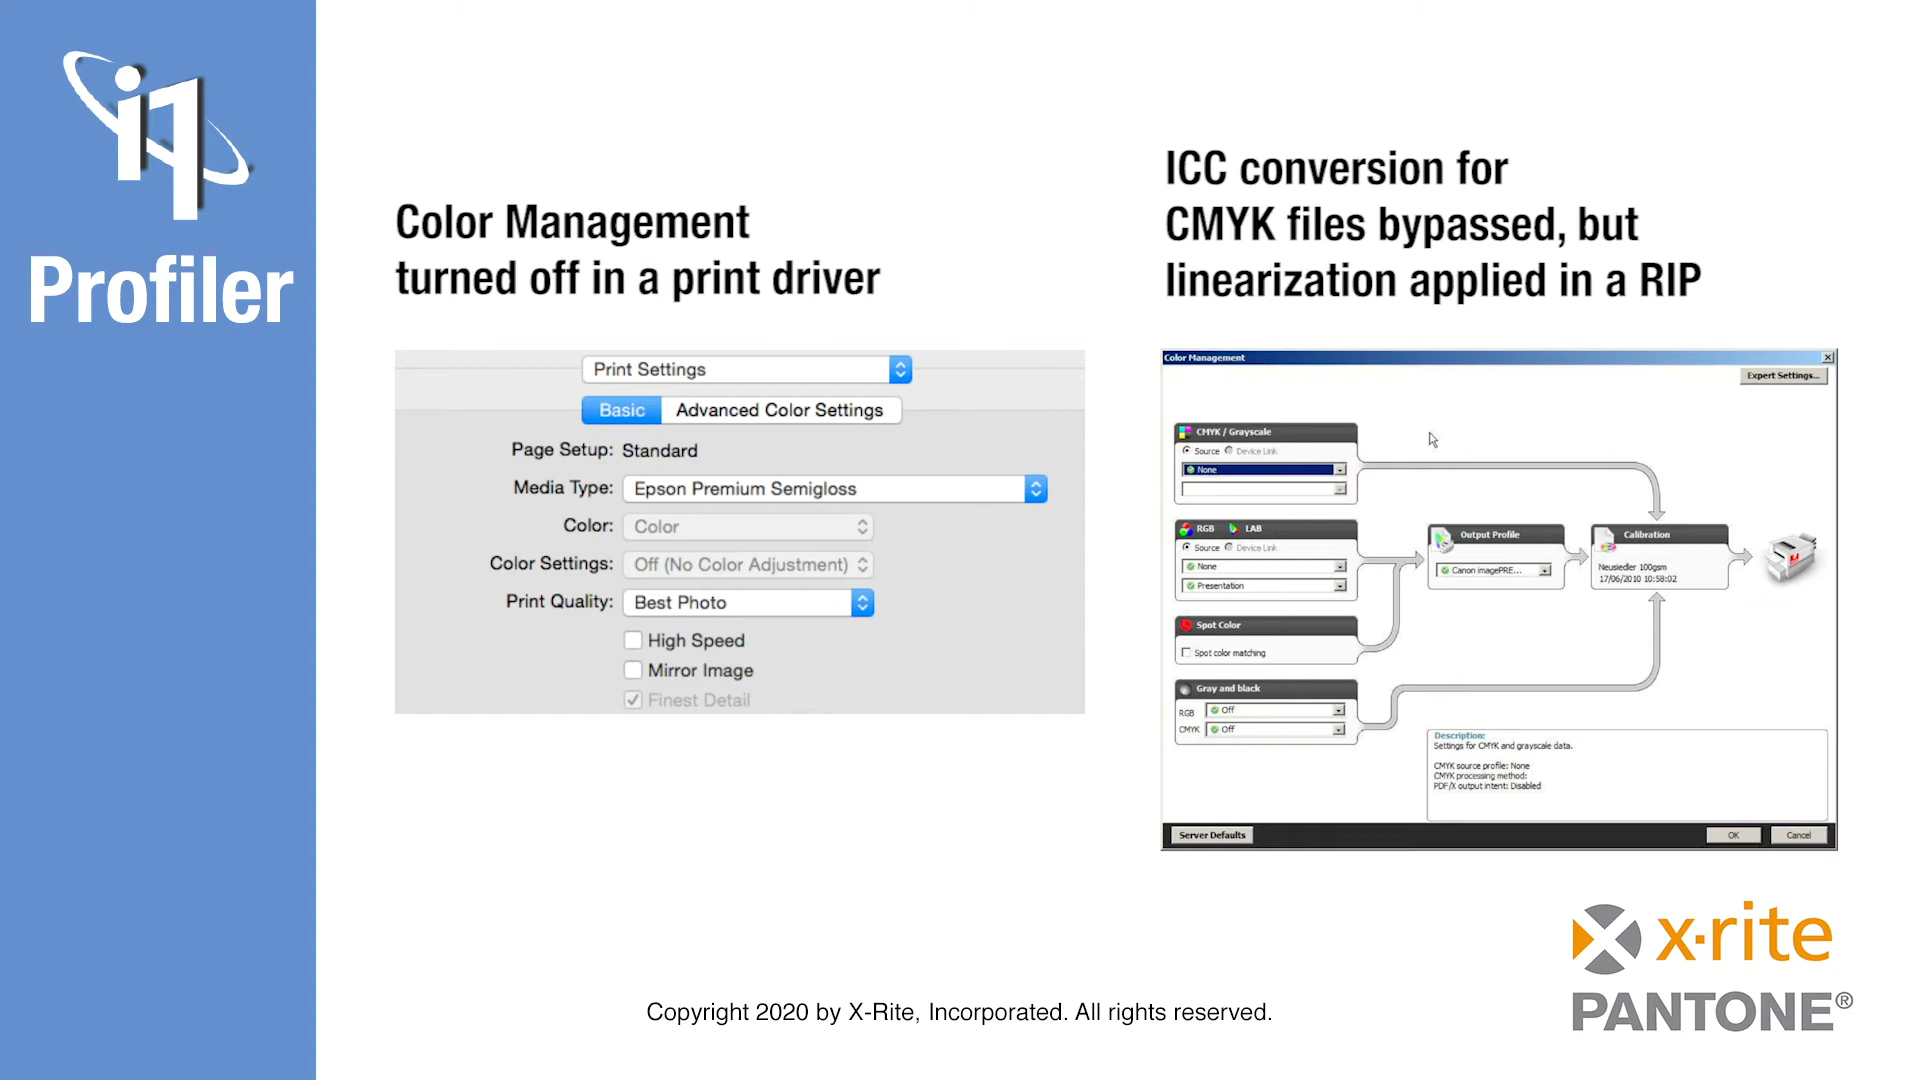 i1
Profiler
Color Management
turned off in a print driver
Print Settings
Basic
Advanced Color Settings
Page Setup: Standard
Media Type: Epson Premium Semigloss
Color: Color
Color Settings: Off (No Color Adjustment)
Print Quality: Best Photo
High Speed
Mirror Image
Finest Detail
ICC conversion for
CMYK files bypassed, but
linearization applied in a RIP
Color Management
Expert Settings...
CMYK / Grayscale
Source Device Link
None
RGB LAB
Source Device Link
None
Presentation
Spot Color
Spot color matching
Gray and black
RGB Off
CMYK Off
Output Profile
Canon imagePRE...
Calibration
Neusiedler 100gsm
17/06/2010 10:58:02
Description:
Settings for CMYK and grayscale data.
CMYK source profile: None
CMYK processing method:
PDF/X output intent: Disabled
Server Defaults
OK
Cancel
x·rite
PANTONE®
Copyright 2020 by X-Rite, Incorporated. All rights reserved.